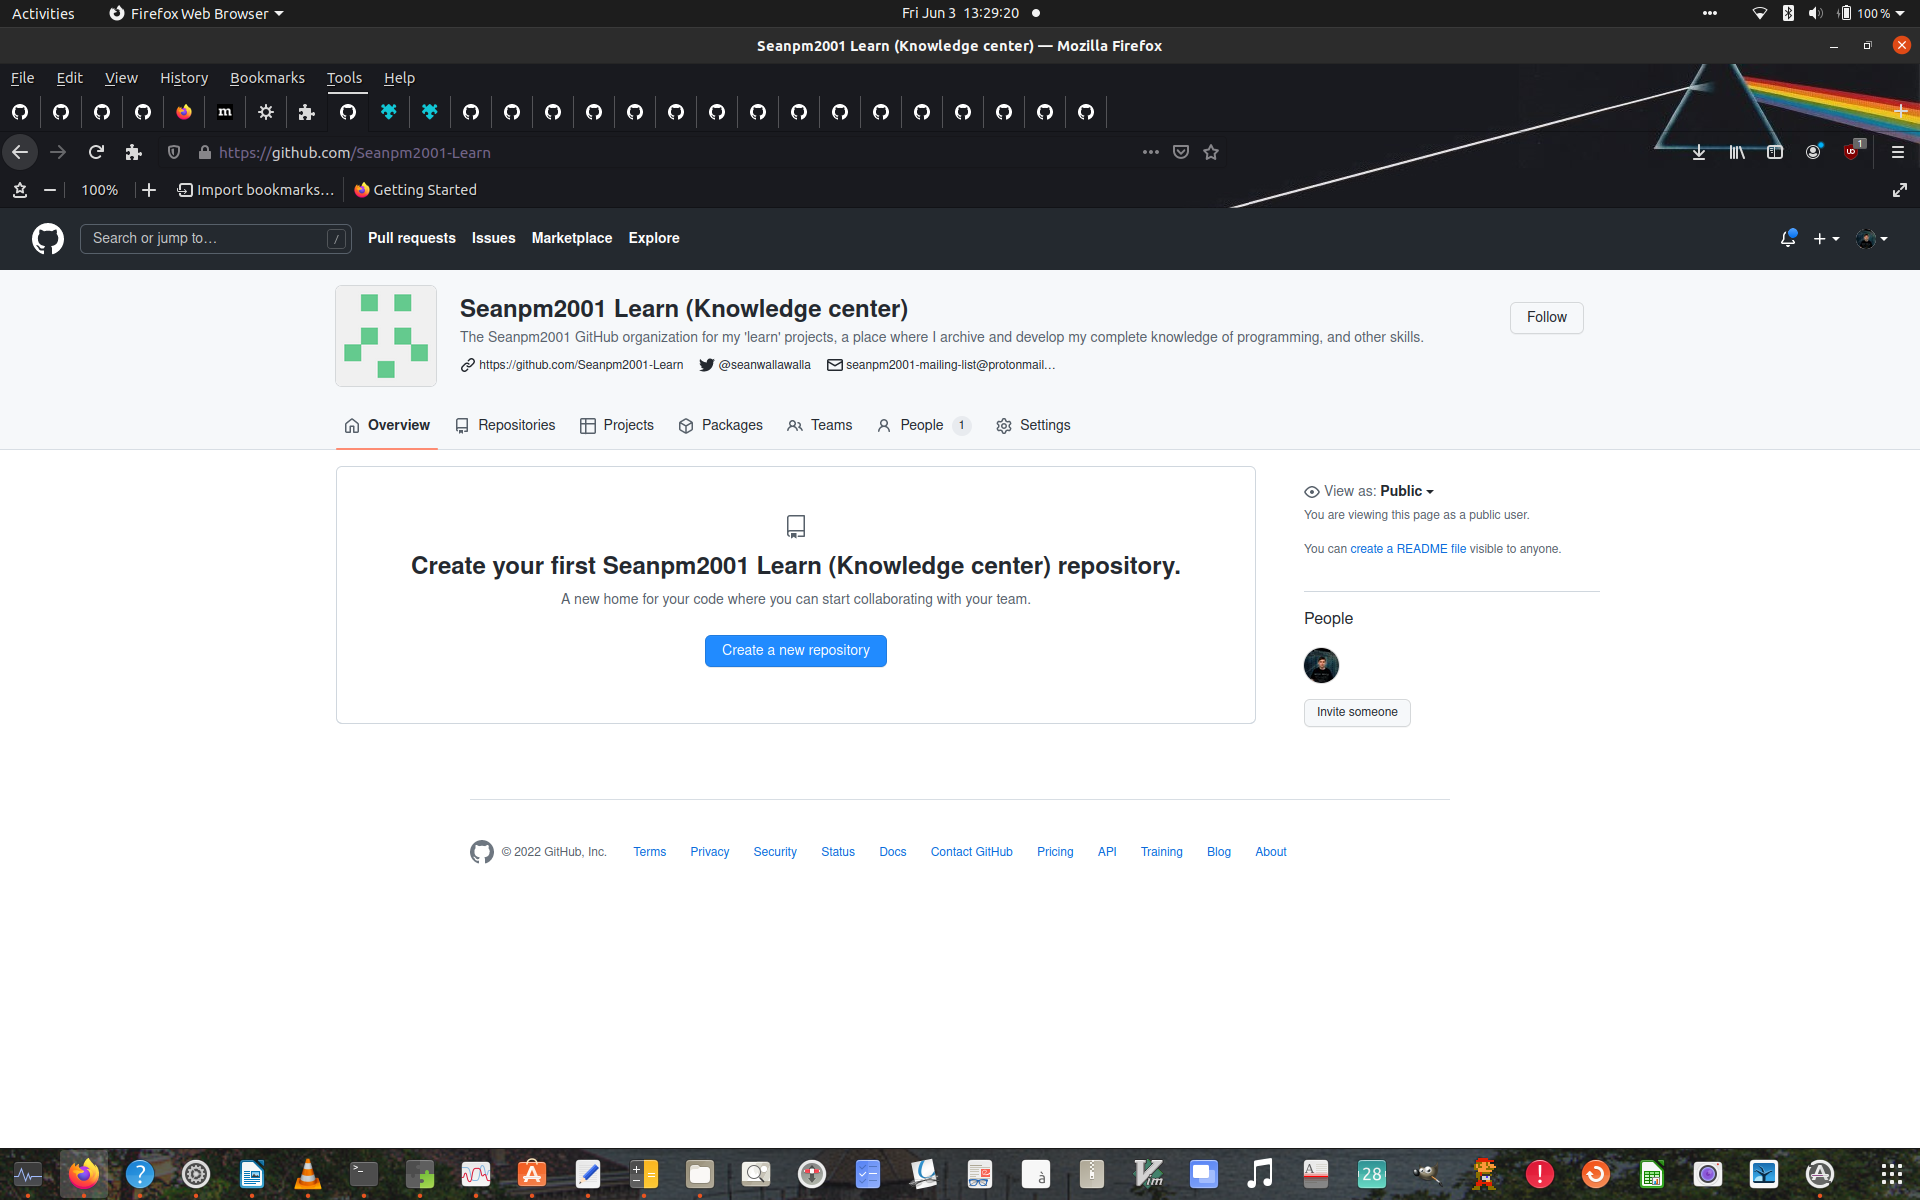 Activities Firefox Web Browser Fri Jun 3 13:29:20 100 %
Seanpm2001 Learn (Knowledge center) — Mozilla Firefox
File Edit View History Bookmarks Tools Help
m
https://github.com/Seanpm2001-Learn 1
100% Import bookmarks… Getting Started
Search or jump to… / Pull requests Issues Marketplace Explore
Seanpm2001 Learn (Knowledge center)
Follow
The Seanpm2001 GitHub organization for my 'learn' projects, a place where I archive and develop my complete knowledge of programming, and other skills.
https://github.com/Seanpm2001-Learn @seanwallawalla seanpm2001-mailing-list@protonmail…
Overview Repositories Projects Packages Teams People 1 Settings
View as: Public
You are viewing this page as a public user.
You can create a README file visible to anyone.
Create your first Seanpm2001 Learn (Knowledge center) repository.
A new home for your code where you can start collaborating with your team.
Create a new repository
People
Invite someone
© 2022 GitHub, Inc. Terms Privacy Security Status Docs Contact GitHub Pricing API Training Blog About
28